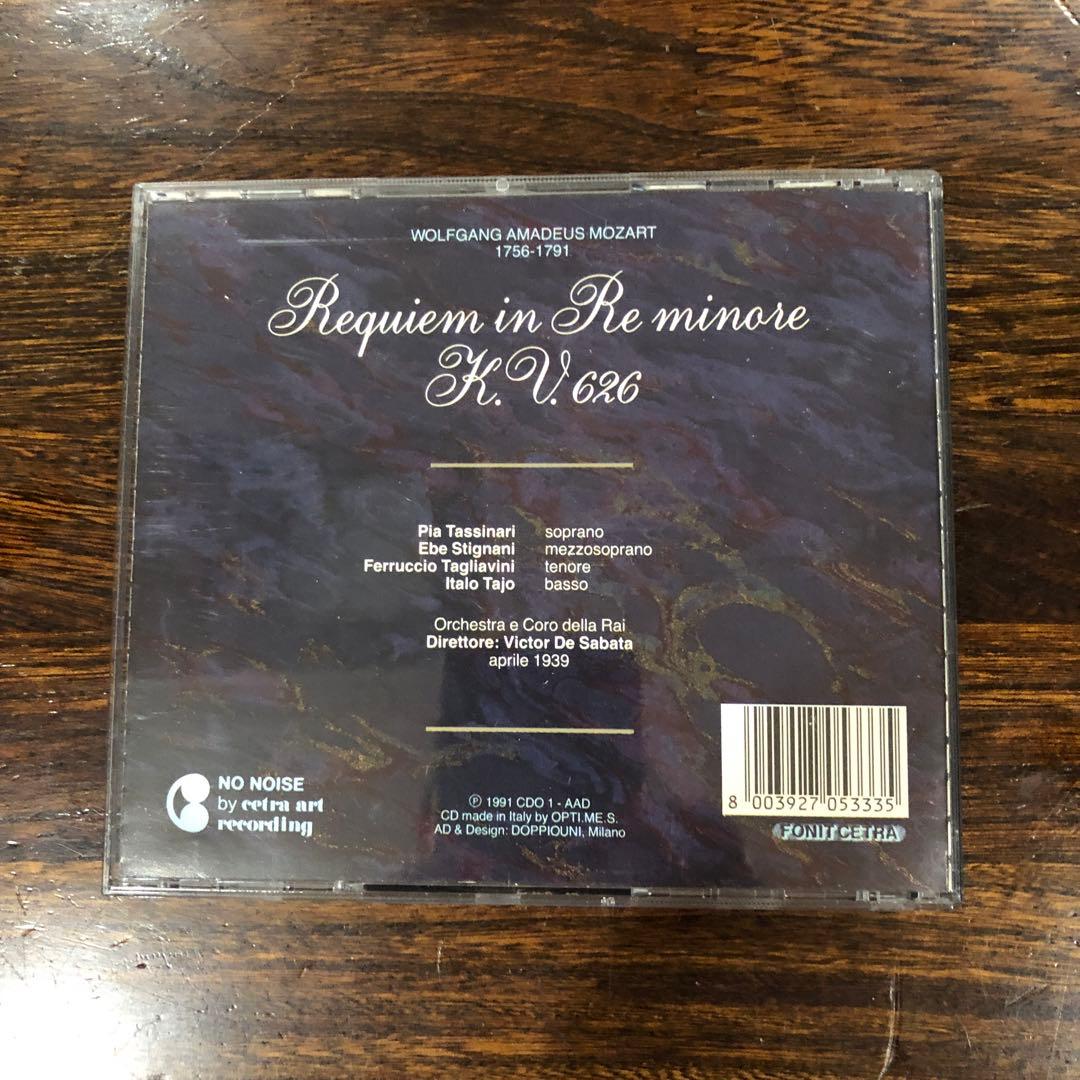 WOLFGANG AMADEUS MOZART
1756-1791
Requiem in Re minore
K. V. 626
Pia Tassinari soprano
Ebe Stignani mezzosoprano
Ferruccio Tagliavini tenore
Italo Tajo basso
Orchestra e Coro della Rai
Direttore: Victor De Sabata
aprile 1939
NO NOISE
by cetra art
recording
℗ 1991 CDO 1 - AAD
CD made in Italy by OPTI.ME.S.
AD & Design: DOPPIOUNI, Milano
8 003927 053335
FONIT CETRA